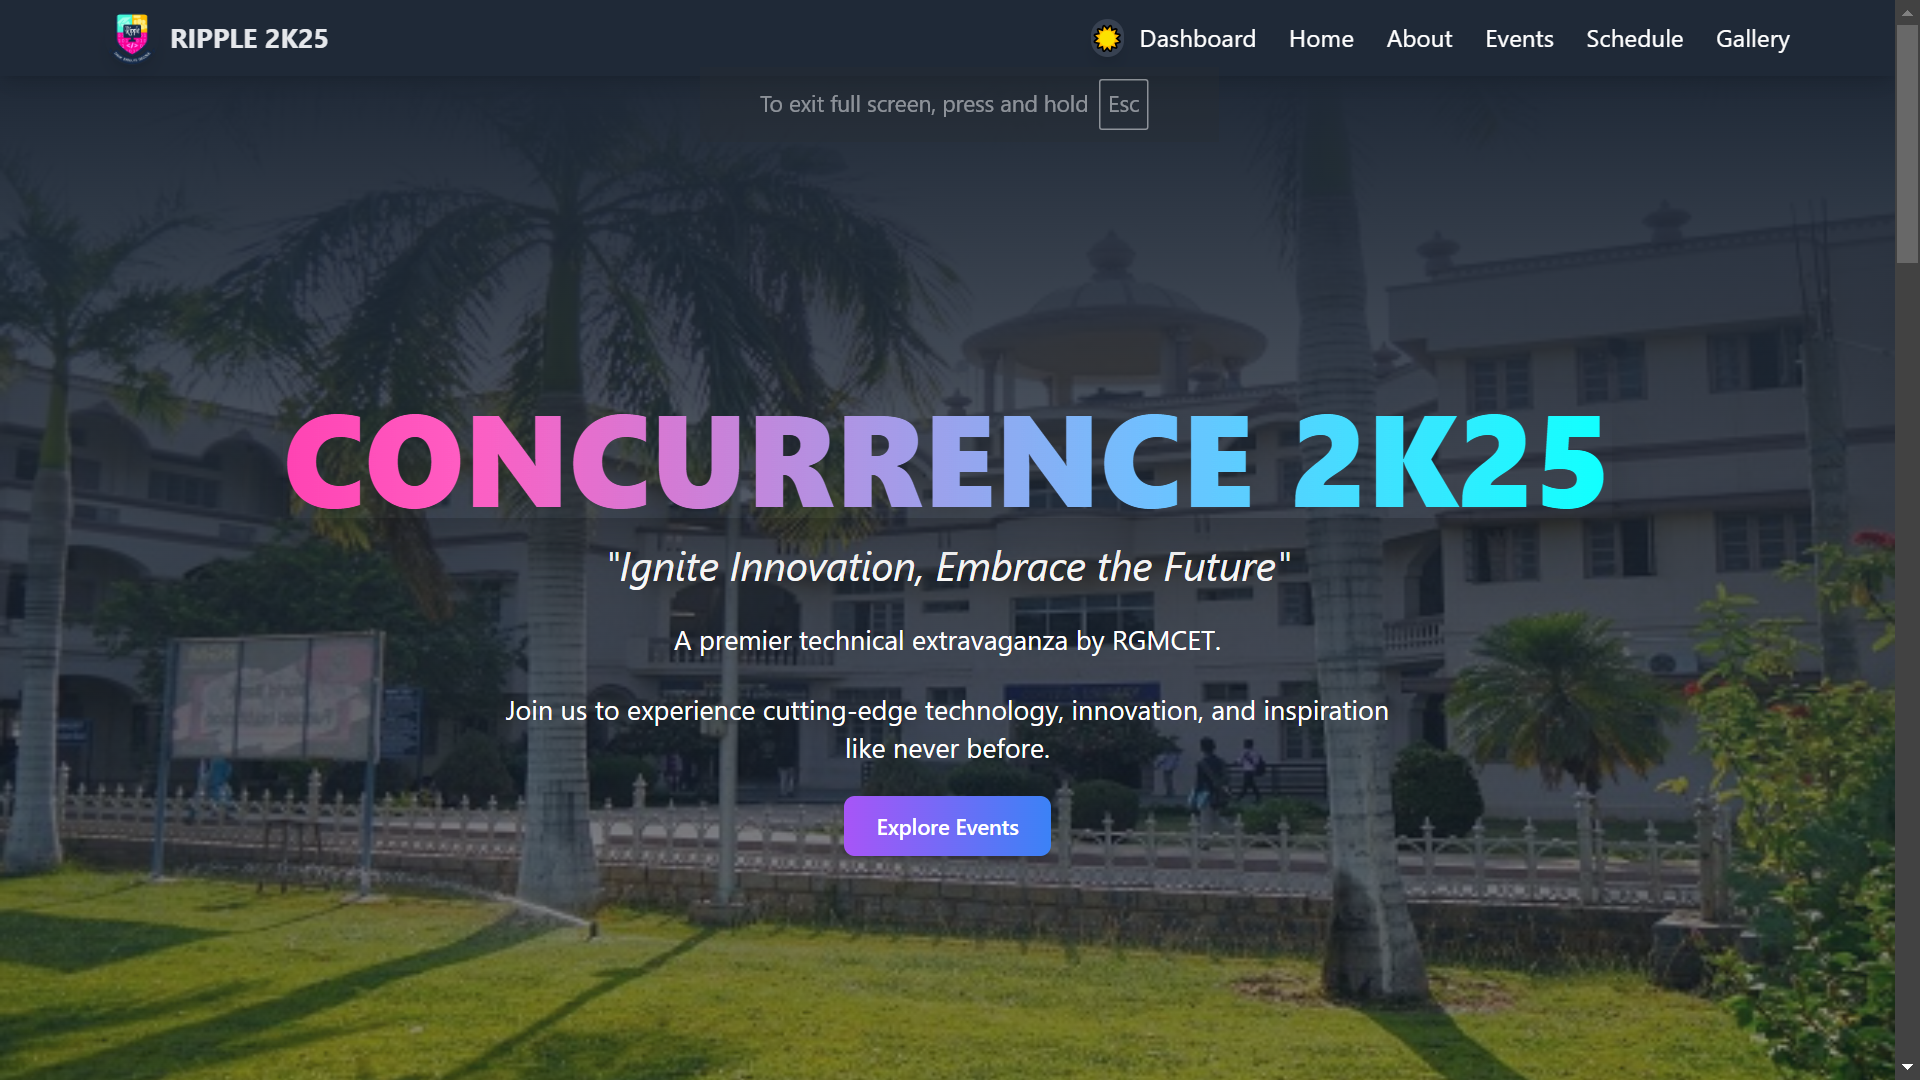 RIPPLE 2K25
Dashboard
Home
About
Events
Schedule
Gallery
To exit full screen, press and hold Esc
CONCURRENCE 2K25
"Ignite Innovation, Embrace the Future"
A premier technical extravaganza by RGMCET.
Join us to experience cutting-edge technology, innovation, and inspiration
like never before.
Explore Events